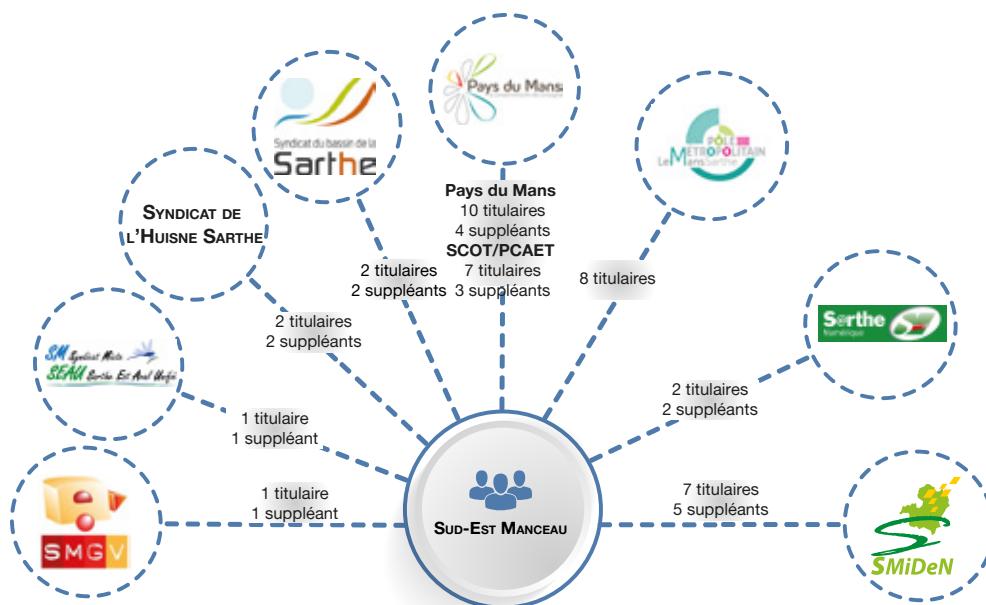 Pays du Mans
Syndicat du bassin de la
Sarthe
PÔLE
METROPOLITAIN
Le Mans Sarthe
SYNDICAT DE
L'HUISNE SARTHE
Pays du Mans
10 titulaires
4 suppléants
SCOT/PCAET
7 titulaires
3 suppléants
2 titulaires
2 suppléants
8 titulaires
2 titulaires
2 suppléants
Sarthe
Numérique
SM Syndicat Mixte
SEAU Sarthe Est Aval Unifié
1 titulaire
1 suppléant
2 titulaires
2 suppléants
SMGV
1 titulaire
1 suppléant
SUD-EST MANCEAU
7 titulaires
5 suppléants
SMiDeN